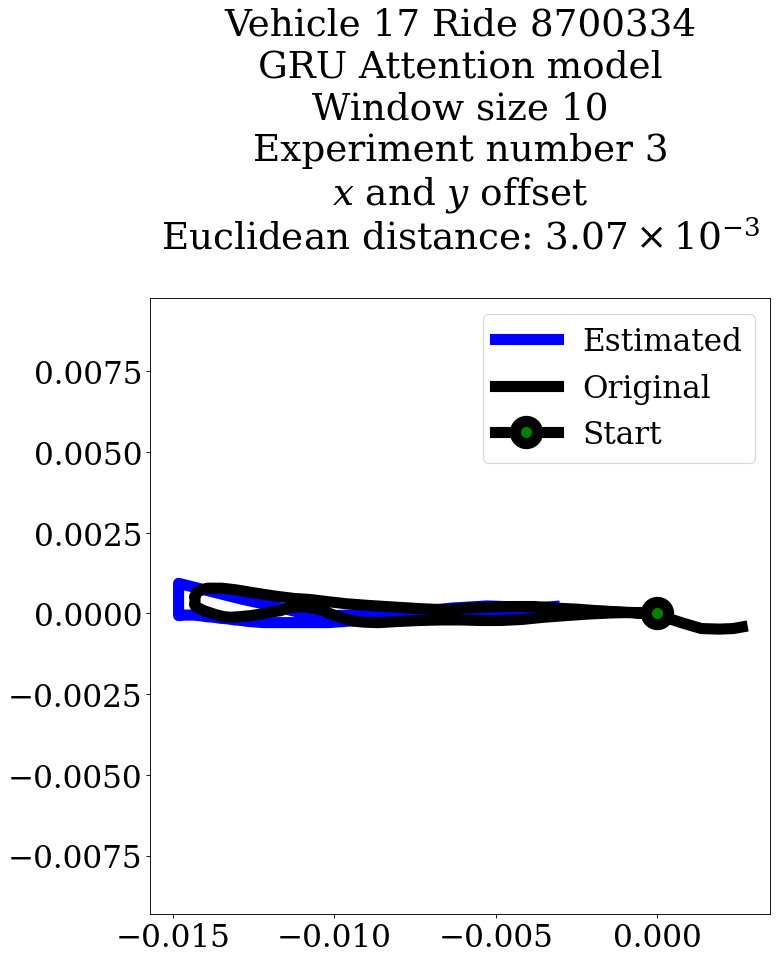 Vehicle 17 Ride 8700334
GRU Attention model
Window size 10
Experiment number 3
x and y offset
Euclidean distance: 3.07 × 10⁻³
Estimated
Original
Start
0.0075
0.0050
0.0025
0.0000
−0.0025
−0.0050
−0.0075
−0.015 −0.010 −0.005 0.000